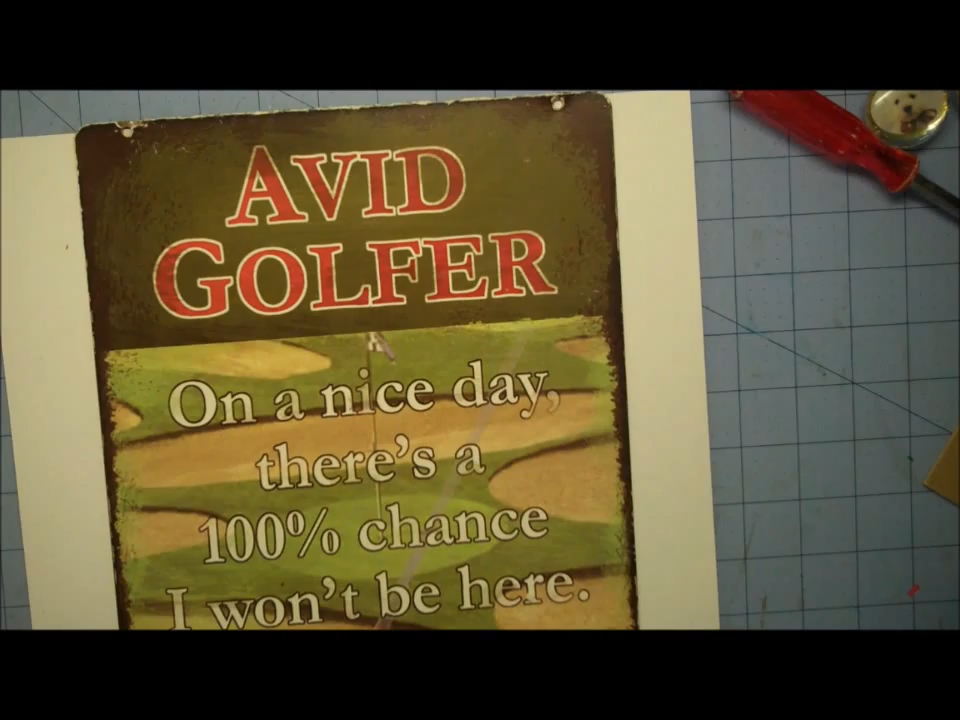 AVID
GOLFER
On a nice day,
there's a
100% chance
I won't be here.